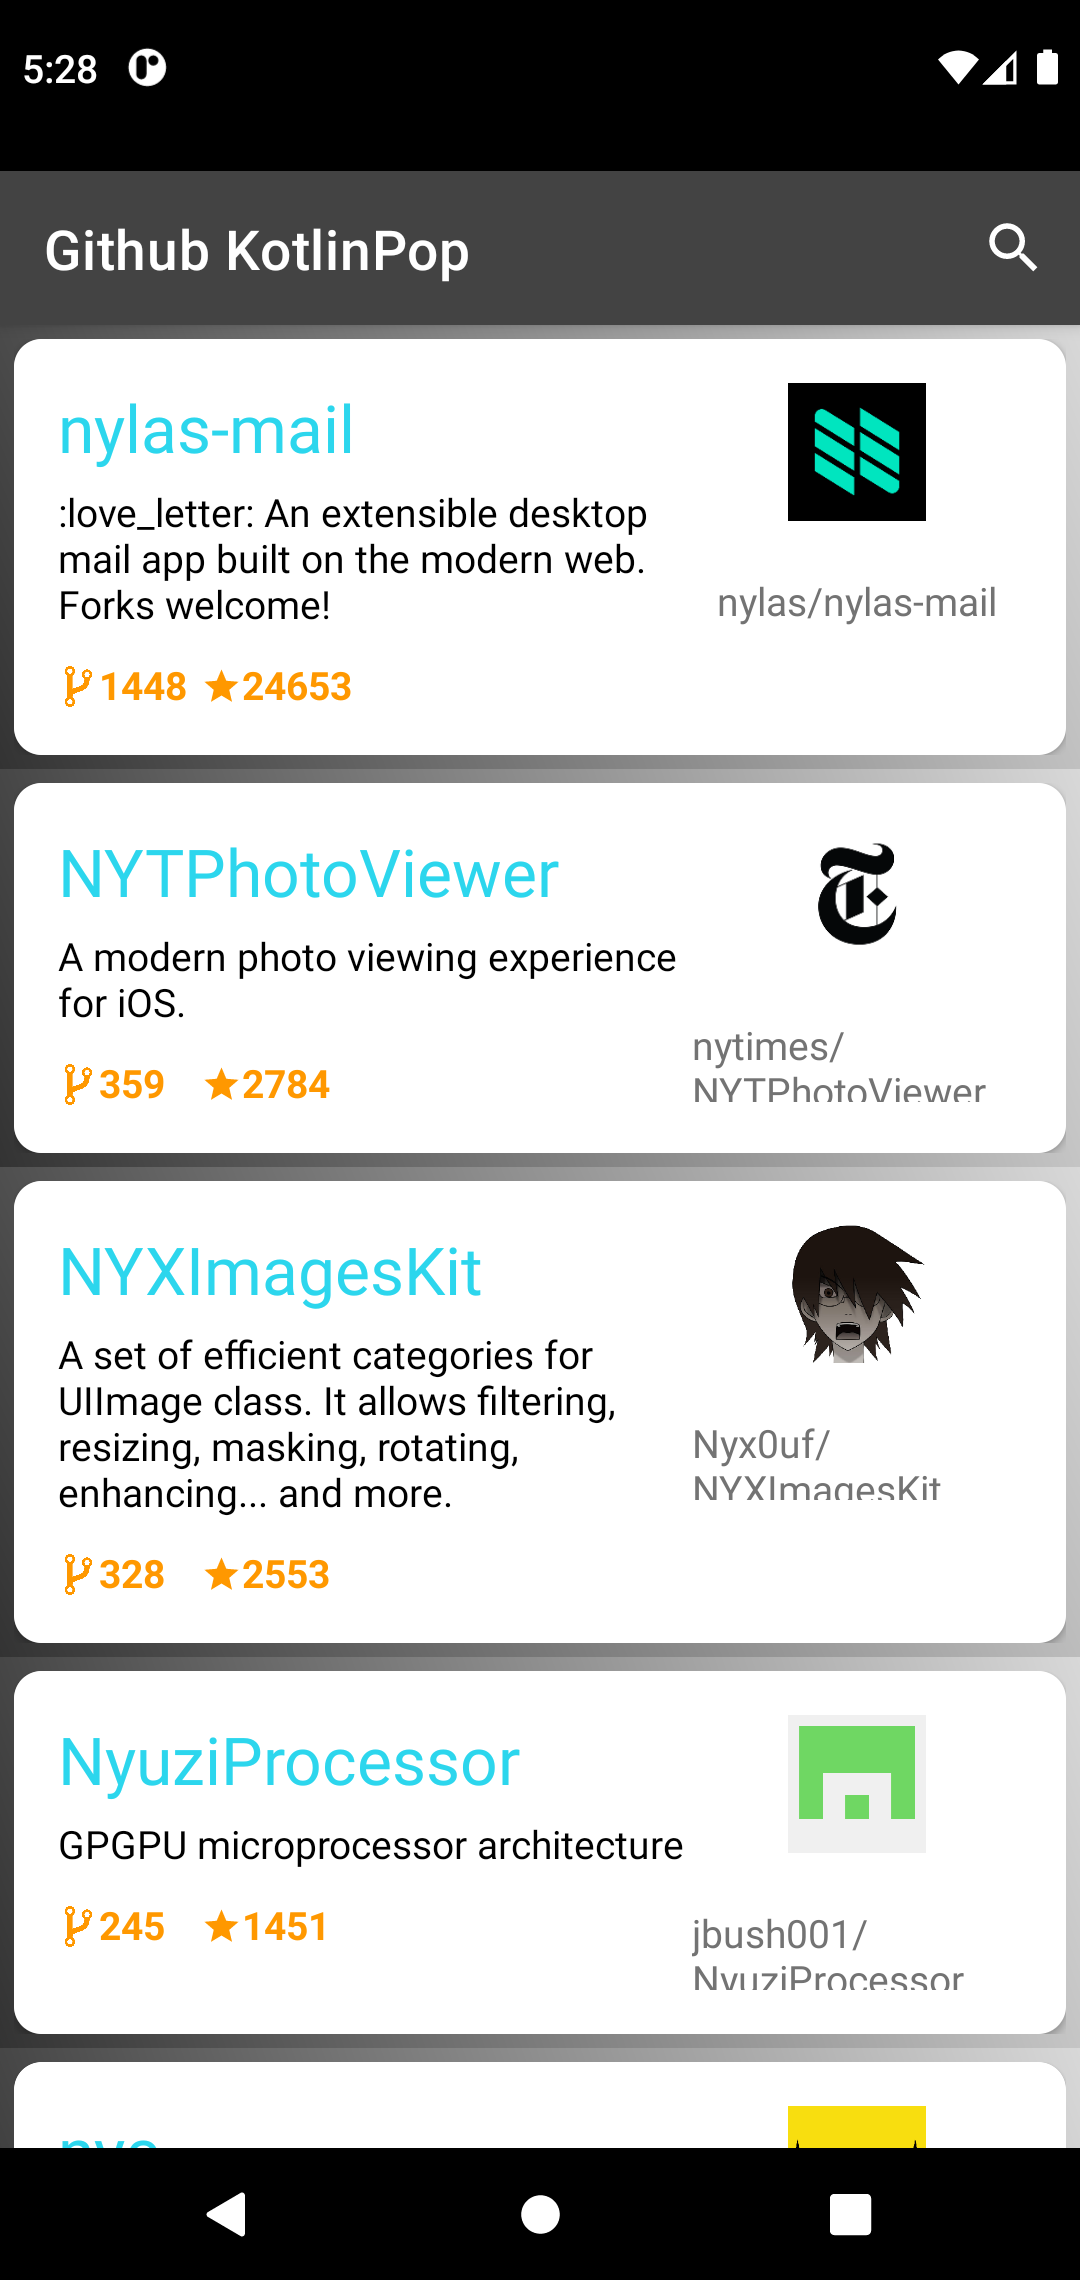 5:28
Github KotlinPop
nylas-mail
:love_letter: An extensible desktop
mail app built on the modern web.
Forks welcome!
nylas/nylas-mail
1448 24653
NYTPhotoViewer
A modern photo viewing experience
for iOS.
nytimes/
NYTPhotoViewer
359 2784
NYXImagesKit
A set of efficient categories for
UIImage class. It allows filtering,
resizing, masking, rotating,
enhancing... and more.
Nyx0uf/
NYXImagesKit
328 2553
NyuziProcessor
GPGPU microprocessor architecture
245 1451
jbush001/
NyuziProcessor